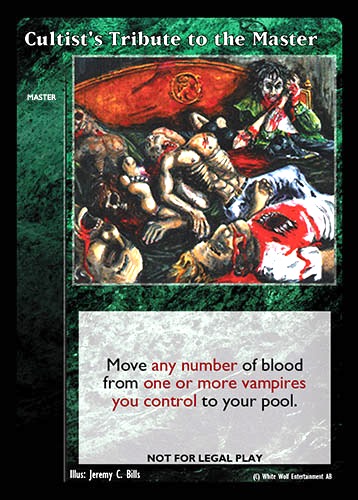 Cultist's Tribute to the Master
MASTER
Move any number of blood
from one or more vampires
you control to your pool.
NOT FOR LEGAL PLAY
Illus: Jeremy C. Bills
(C) White Wolf Entertainment AB